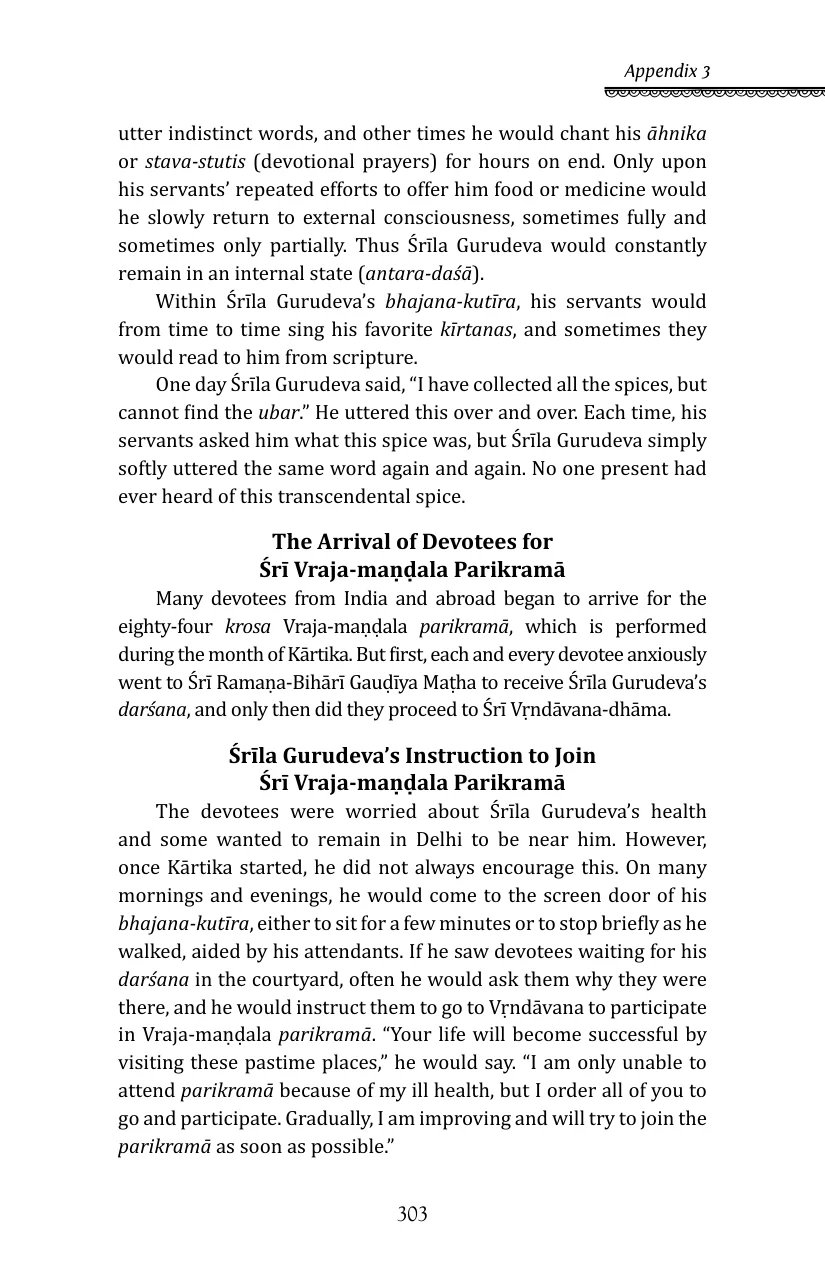 Appendix 3
utter indistinct words, and other times he would chant his āhnika
or stava-stutis (devotional prayers) for hours on end. Only upon
his servants’ repeated efforts to offer him food or medicine would
he slowly return to external consciousness, sometimes fully and
sometimes only partially. Thus Śrīla Gurudeva would constantly
remain in an internal state (antara-daśā).
Within Śrīla Gurudeva’s bhajana-kutīra, his servants would
from time to time sing his favorite kīrtanas, and sometimes they
would read to him from scripture.
One day Śrīla Gurudeva said, “I have collected all the spices, but
cannot find the ubar.” He uttered this over and over. Each time, his
servants asked him what this spice was, but Śrīla Gurudeva simply
softly uttered the same word again and again. No one present had
ever heard of this transcendental spice.
The Arrival of Devotees for
Śrī Vraja-maṇḍala Parikramā
Many devotees from India and abroad began to arrive for the
eighty-four krosa Vraja-maṇḍala parikramā, which is performed
during the month of Kārtika. But first, each and every devotee anxiously
went to Śrī Ramaṇa-Bihārī Gauḍīya Maṭha to receive Śrīla Gurudeva’s
darśana, and only then did they proceed to Śrī Vṛndāvana-dhāma.
Śrīla Gurudeva’s Instruction to Join
Śrī Vraja-maṇḍala Parikramā
The devotees were worried about Śrīla Gurudeva’s health
and some wanted to remain in Delhi to be near him. However,
once Kārtika started, he did not always encourage this. On many
mornings and evenings, he would come to the screen door of his
bhajana-kutīra, either to sit for a few minutes or to stop briefly as he
walked, aided by his attendants. If he saw devotees waiting for his
darśana in the courtyard, often he would ask them why they were
there, and he would instruct them to go to Vṛndāvana to participate
in Vraja-maṇḍala parikramā. “Your life will become successful by
visiting these pastime places,” he would say. “I am only unable to
attend parikramā because of my ill health, but I order all of you to
go and participate. Gradually, I am improving and will try to join the
parikramā as soon as possible.”
303